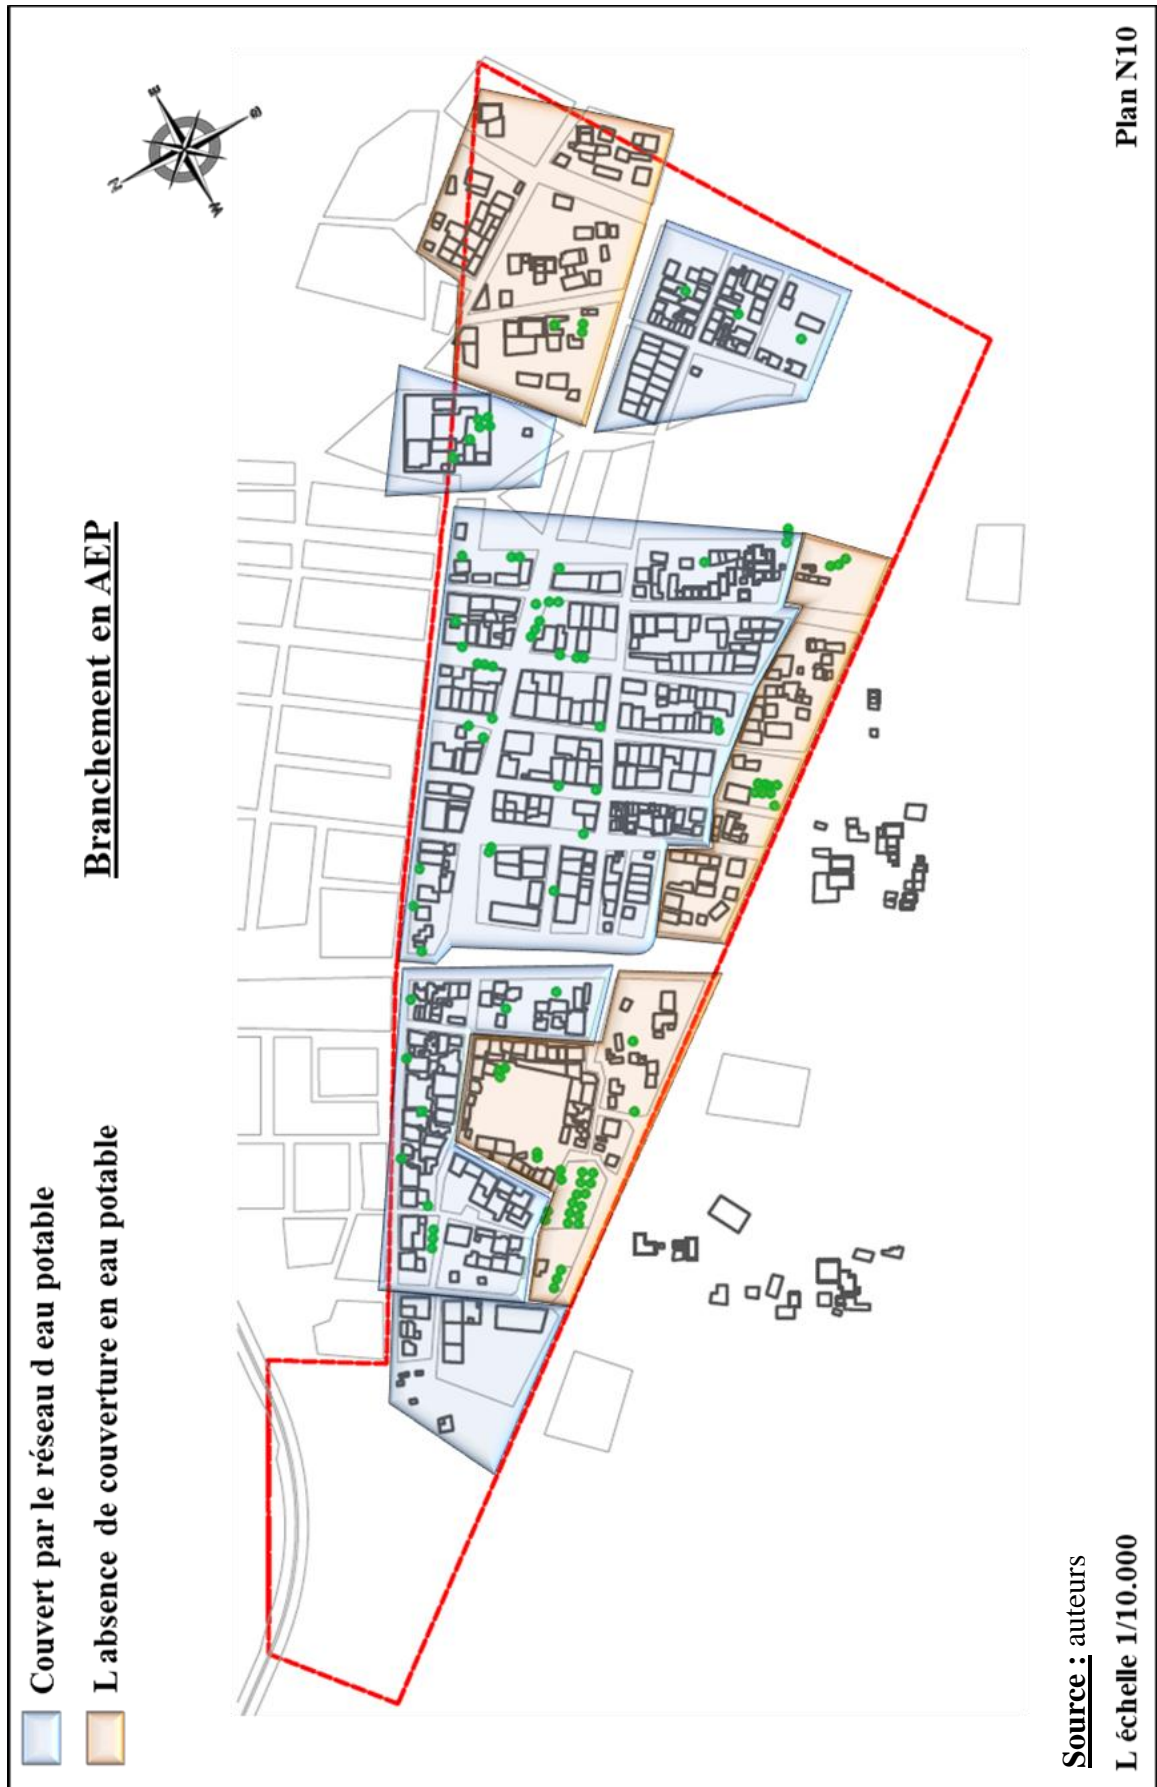 Branchement en AEP
Couvert par le réseau d eau potable
L absence de couverture en eau potable
N
E
S
W
Source : auteurs
L échelle 1/10.000
Plan N10